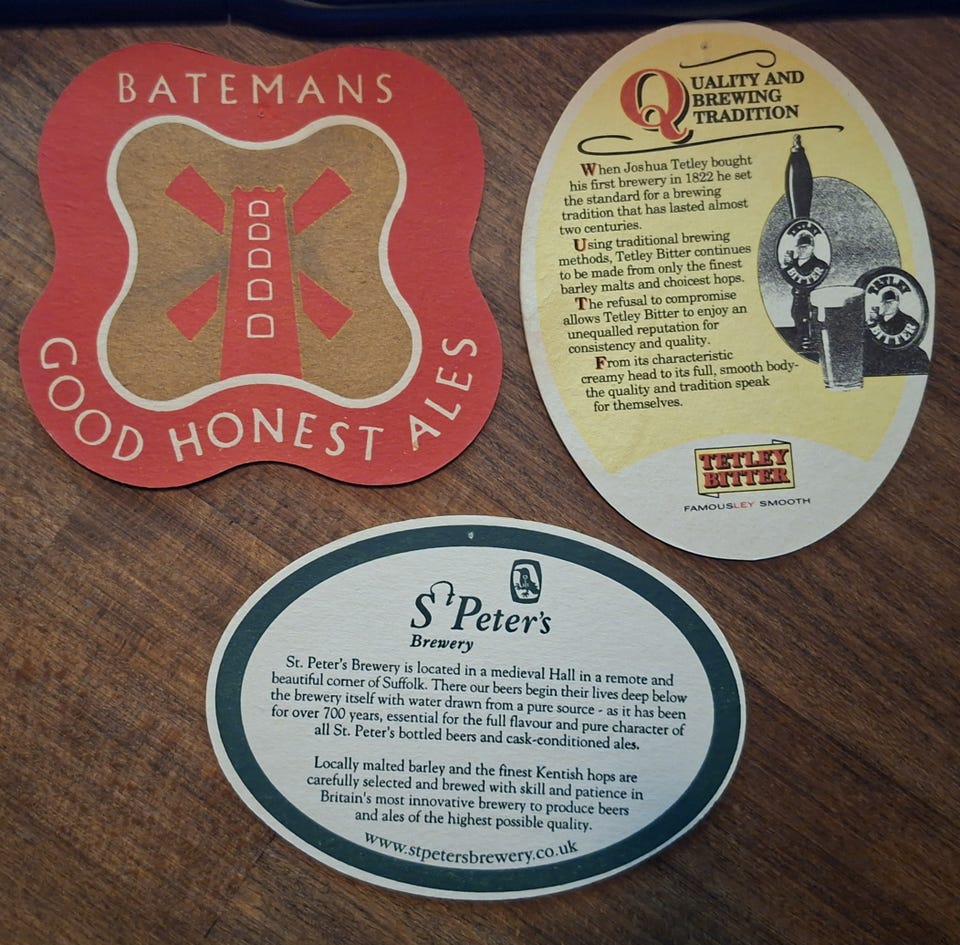 BATEMANS
GOOD HONEST ALES
QUALITY AND
BREWING
TRADITION
When Joshua Tetley bought
his first brewery in 1822 he set
the standard for a brewing
tradition that has lasted almost
two centuries.
Using traditional brewing
methods, Tetley Bitter continues
to be made from only the finest
barley malts and choicest hops.
The refusal to compromise
allows Tetley Bitter to enjoy an
unequalled reputation for
consistency and quality.
From its characteristic
creamy head to its full, smooth body-
the quality and tradition speak
for themselves.
TETLEY
BITTER
TETLEY
BITTER
TETLEY
BITTER
FAMOUSLEY SMOOTH
St Peter's
Brewery
St. Peter's Brewery is located in a medieval Hall in a remote and
beautiful corner of Suffolk. There our beers begin their lives deep below
the brewery itself with water drawn from a pure source - as it has been
for over 700 years, essential for the full flavour and pure character of
all St. Peter's bottled beers and cask-conditioned ales.
Locally malted barley and the finest Kentish hops are
carefully selected and brewed with skill and patience in
Britain's most innovative brewery to produce beers
and ales of the highest possible quality.
www.stpetersbrewery.co.uk